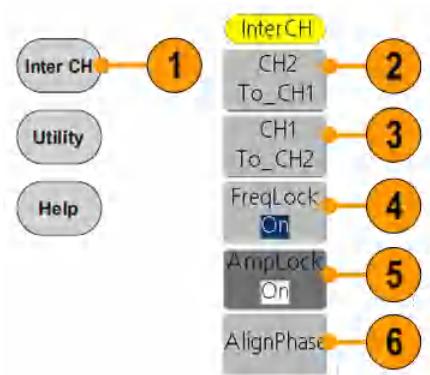 InterCH
Inter CH
1
CH2
To_CH1
2
Utility
CH1
To_CH2
3
Help
FreqLock
On
4
AmpLock
On
5
AlignPhase
6